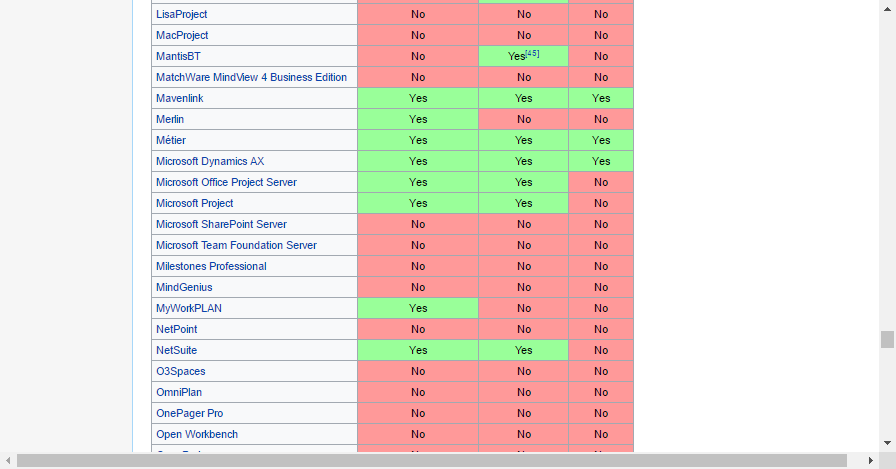 LisaProject No No No
MacProject No No No
MantisBT No Yes[45] No
MatchWare MindView 4 Business Edition No No No
Mavenlink Yes Yes Yes
Merlin Yes No No
Métier Yes Yes Yes
Microsoft Dynamics AX Yes Yes Yes
Microsoft Office Project Server Yes Yes No
Microsoft Project Yes Yes No
Microsoft SharePoint Server No No No
Microsoft Team Foundation Server No No No
Milestones Professional No No No
MindGenius No No No
MyWorkPLAN Yes No No
NetPoint No No No
NetSuite Yes Yes No
O3Spaces No No No
OmniPlan No No No
OnePager Pro No No No
Open Workbench No No No